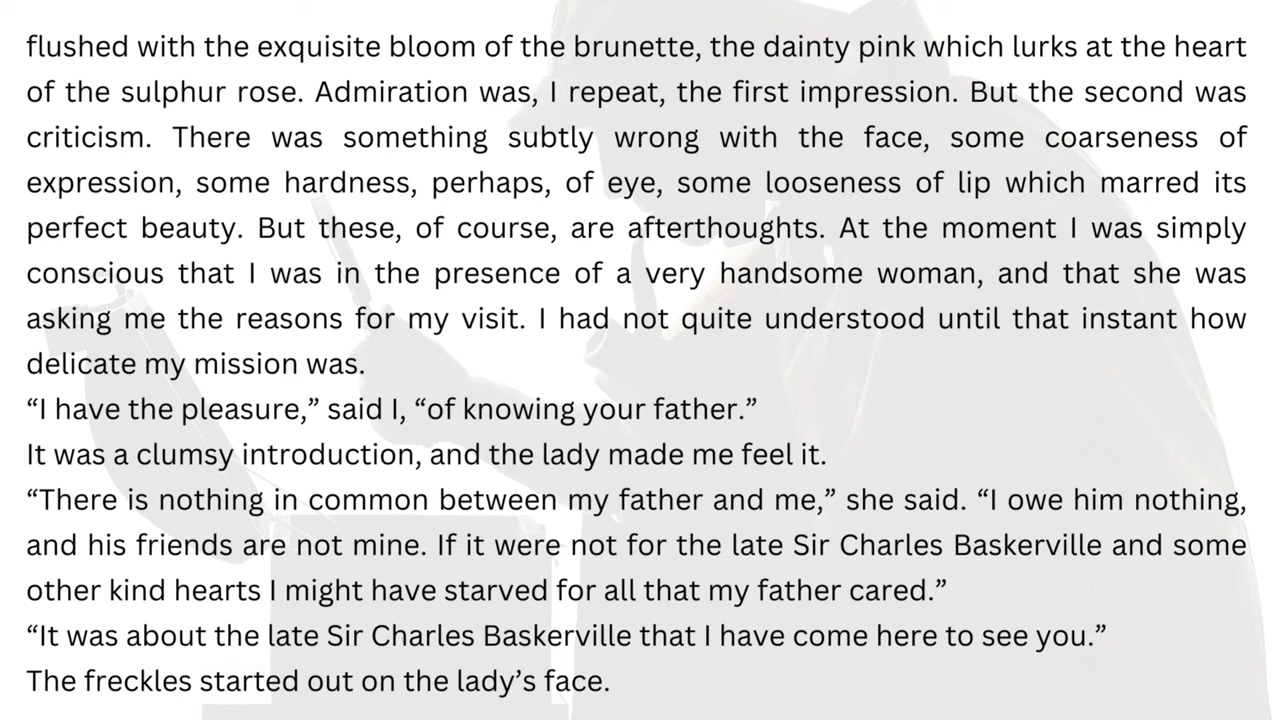 flushed with the exquisite bloom of the brunette, the dainty pink which lurks at the heart
of the sulphur rose. Admiration was, I repeat, the first impression. But the second was
criticism. There was something subtly wrong with the face, some coarseness of
expression, some hardness, perhaps, of eye, some looseness of lip which marred its
perfect beauty. But these, of course, are afterthoughts. At the moment I was simply
conscious that I was in the presence of a very handsome woman, and that she was
asking me the reasons for my visit. I had not quite understood until that instant how
delicate my mission was.
“I have the pleasure,” said I, “of knowing your father.”
It was a clumsy introduction, and the lady made me feel it.
“There is nothing in common between my father and me,” she said. “I owe him nothing,
and his friends are not mine. If it were not for the late Sir Charles Baskerville and some
other kind hearts I might have starved for all that my father cared.”
“It was about the late Sir Charles Baskerville that I have come here to see you.”
The freckles started out on the lady’s face.